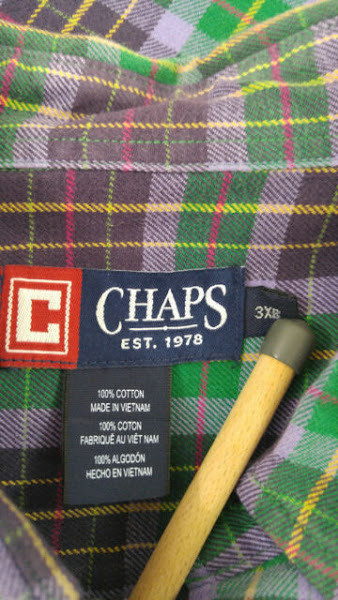 C
CHAPS
EST. 1978
3XB
100% COTTON
MADE IN VIETNAM
100% COTON
FABRIQUÉ AU VIÊT NAM
100% ALGODÓN
HECHO EN VIETNAM